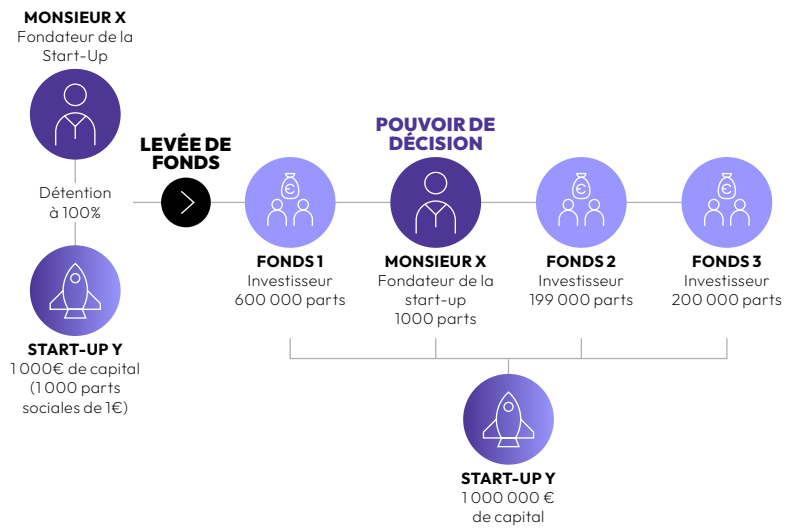 MONSIEUR X
Fondateur de la
Start-Up
Détention
à 100%
START-UP Y
1 000€ de capital
(1 000 parts
sociales de 1€)
LEVÉE DE
FONDS
FONDS 1
Investisseur
600 000 parts
POUVOIR DE
DÉCISION
MONSIEUR X
Fondateur de la
start-up
1000 parts
FONDS 2
Investisseur
199 000 parts
FONDS 3
Investisseur
200 000 parts
START-UP Y
1 000 000 €
de capital